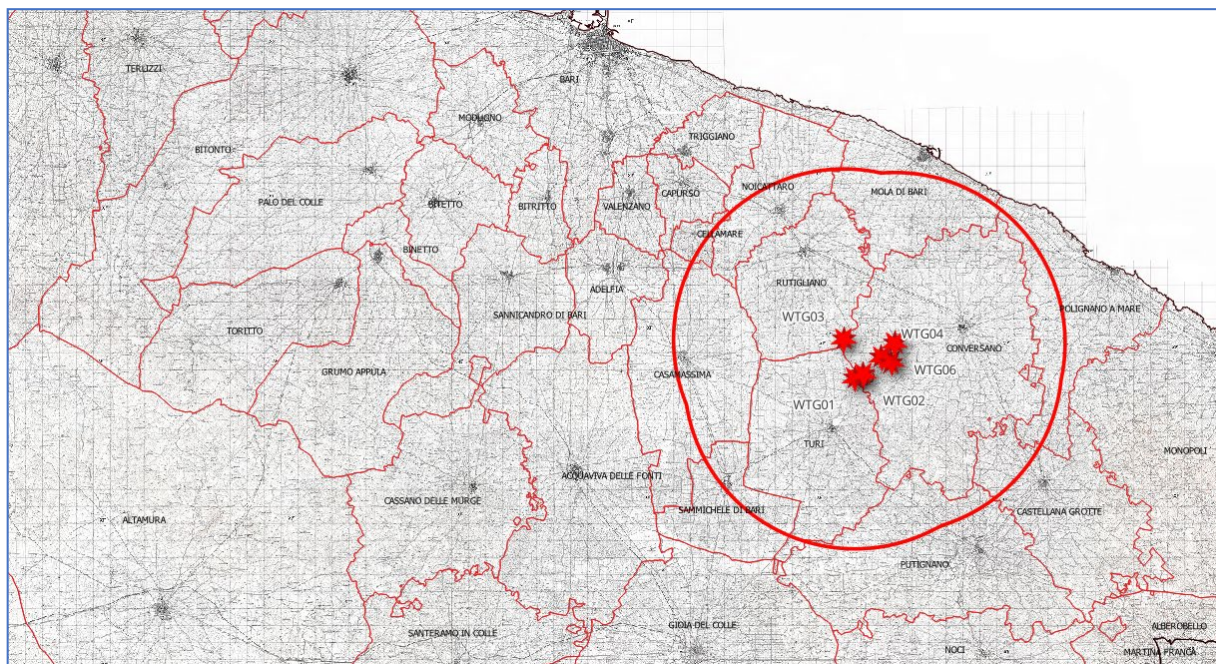 TERLIZZI
BARI
MODUGNO
TRIGGIANO
BITONTO
NOICATTARO
MOLA DI BARI
CAPURSO
PALO DEL COLLE
BITETTO
BITRITTO
VALENZANO
CELLAMARE
BINETTO
RUTIGLIANO
ADELFIA
POLIGNANO A MARE
SANNICANDRO DI BARI
WTG03
TORITTO
WTG04
CONVERSANO
GRUMO APPULA
CASAMASSIMA
WTG06
WTG01
WTG02
TURI
MONOPOLI
ACQUAVIVA DELLE FONTI
CASSANO DELLE MURGE
SAMMICHELE DI BARI
CASTELLANA GROTTE
ALTAMURA
PUTIGNANO
GIOIA DEL COLLE
ALBEROBELLO
SANTERAMO IN COLLE
NOCI
MARTINA FRANCA